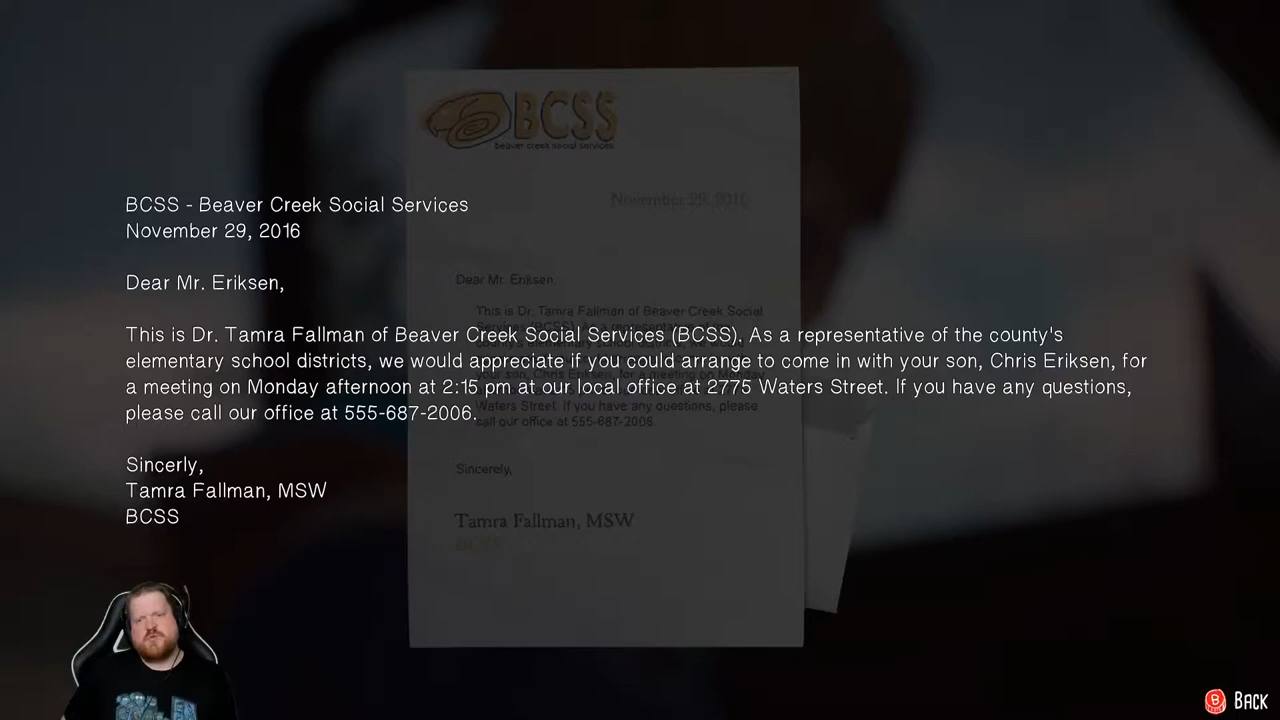 BCSS
beaver creek social services
November 29, 2016
Dear Mr. Eriksen,
Sincerely,
Tamra Fallman, MSW
BCSS
BCSS - Beaver Creek Social Services
November 29, 2016
Dear Mr. Eriksen,
This is Dr. Tamra Fallman of Beaver Creek Social Services (BCSS). As a representative of the county's
elementary school districts, we would appreciate if you could arrange to come in with your son, Chris Eriksen, for
a meeting on Monday afternoon at 2:15 pm at our local office at 2775 Waters Street. If you have any questions,
please call our office at 555-687-2006.
Sincerly,
Tamra Fallman, MSW
BCSS
B BACK